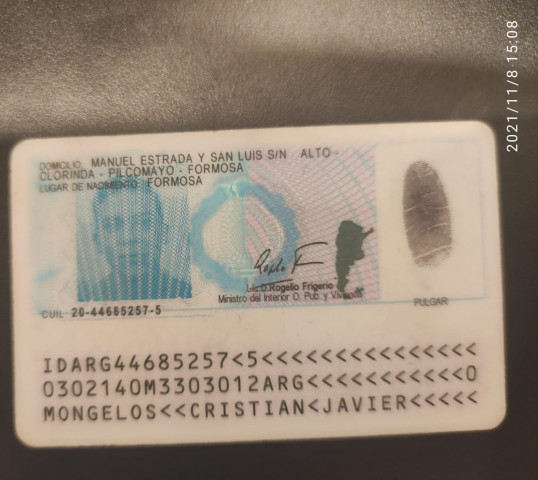 2021/11/8 15:08
DOMICILIO: MANUEL ESTRADA Y SAN LUIS S/N ALTO -
CLORINDA - PILCOMAYO - FORMOSA
LUGAR DE NACIMIENTO: FORMOSA
Lic.D.Rogelio Frigerio
Ministro del Interior O. Pub. y Vivienda
CUIL: 20-44685257-5
PULGAR
IDARG44685257<5<<<<<<<<<<<<<<<
0302140M3303012ARG<<<<<<<<<<<0
MONGELOS<<CRISTIAN<JAVIER<<<<<